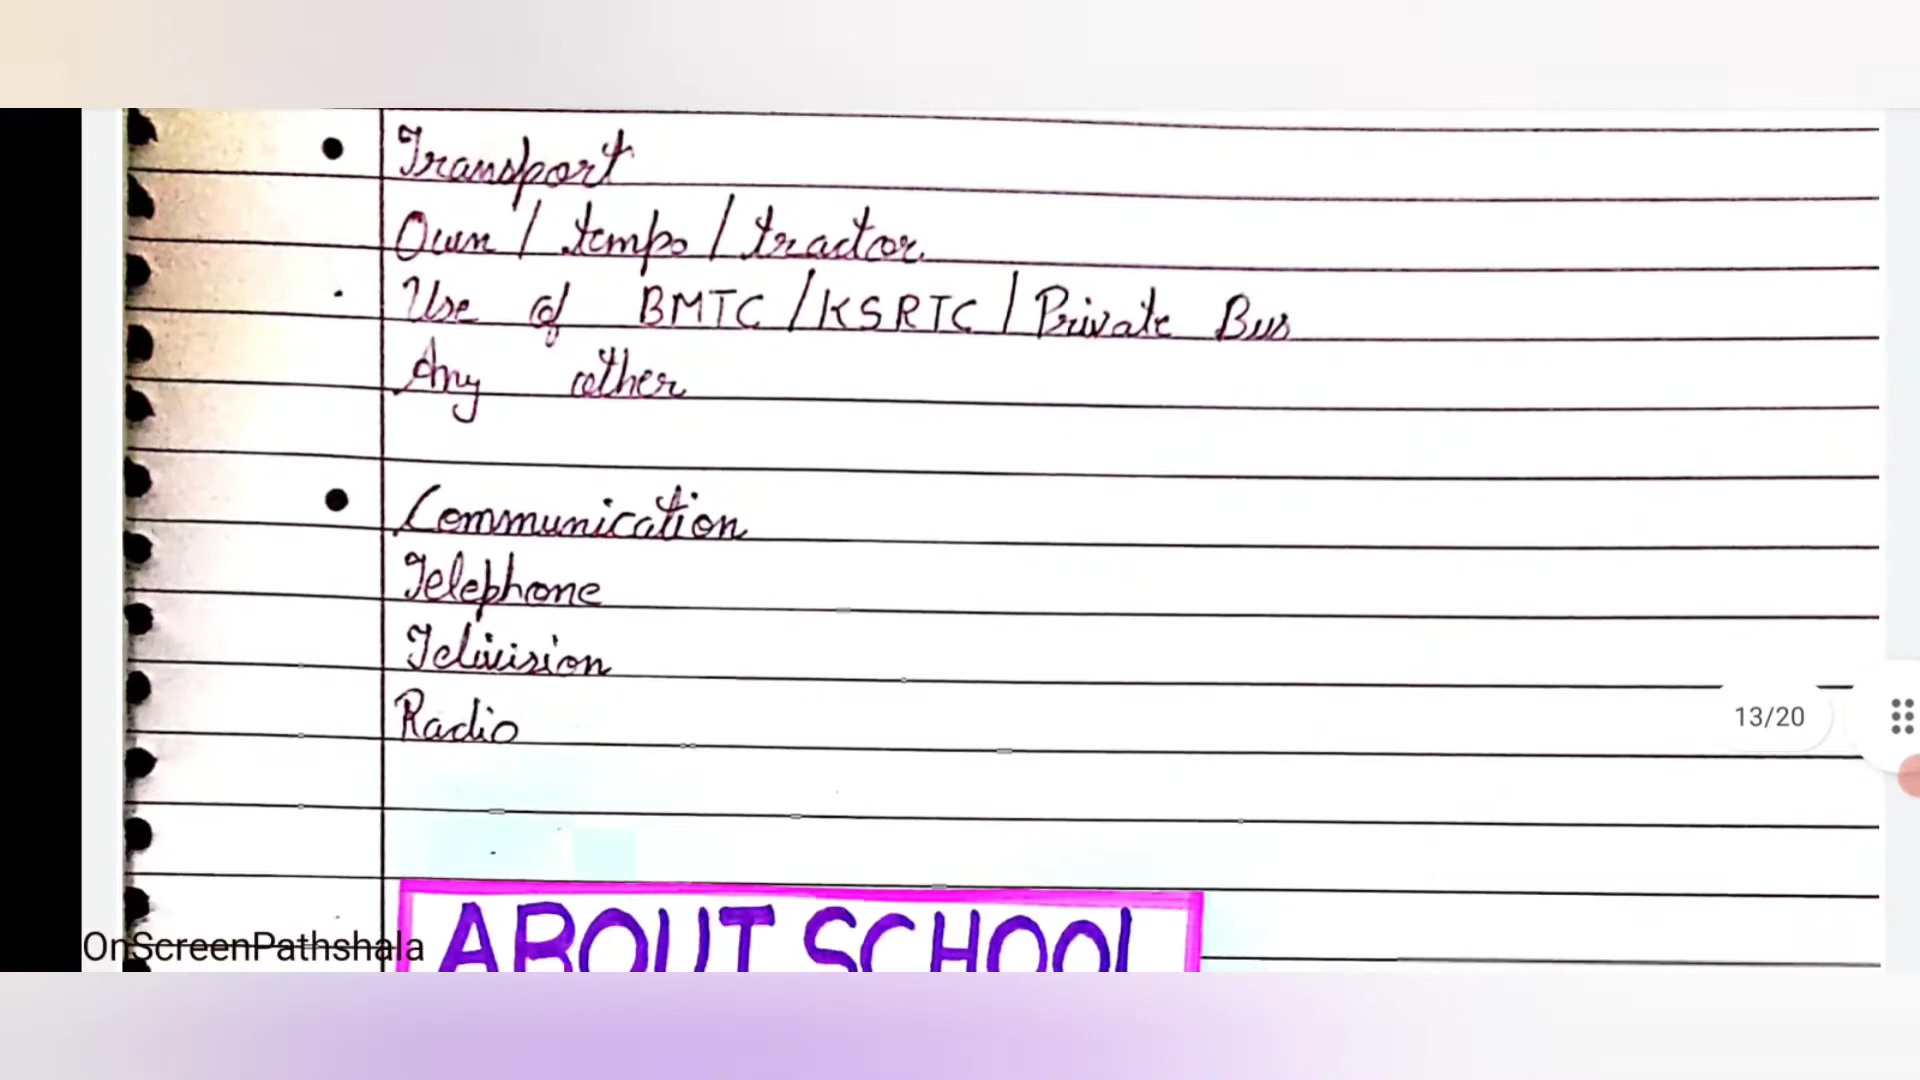 Transport
Own / tempo / tractor.
Use of BMTC / KSRTC / Private Bus
Any other
Communication
Telephone
Telivision
Radio
13/20
ABOUT SCHOOL
OnScreenPathshala